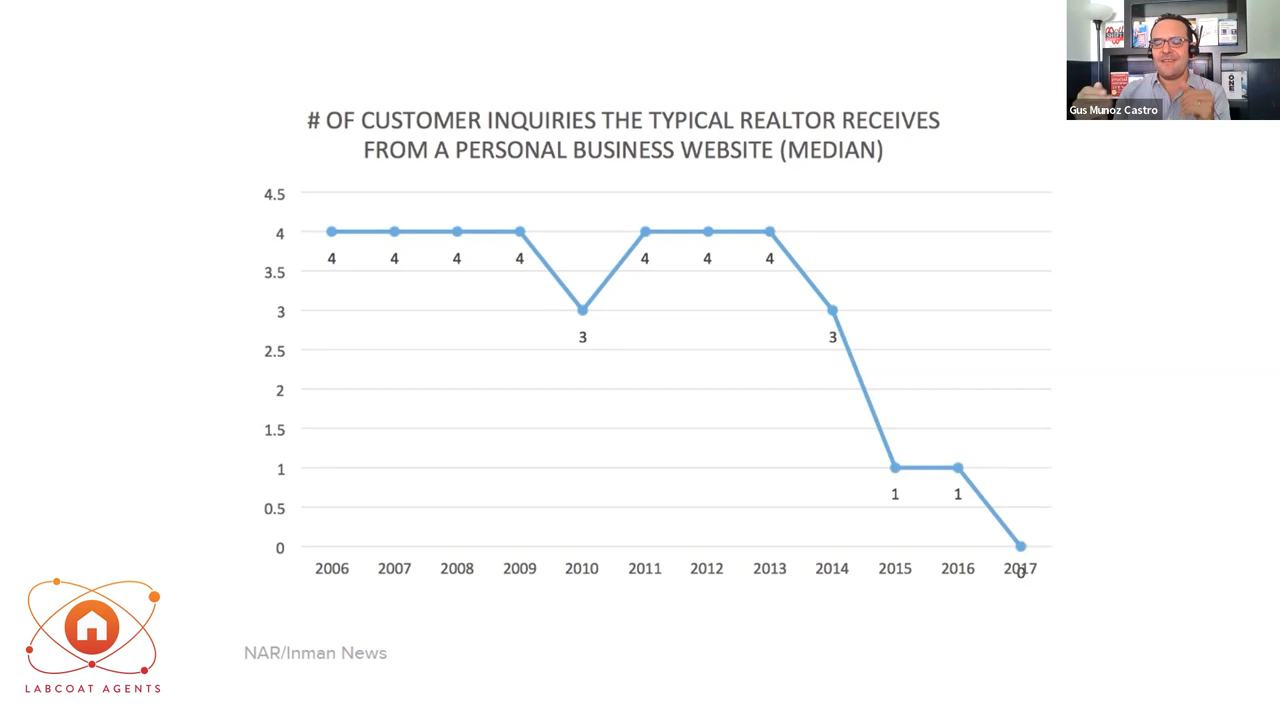 Gus Munoz Castro
# OF CUSTOMER INQUIRIES THE TYPICAL REALTOR RECEIVES
FROM A PERSONAL BUSINESS WEBSITE (MEDIAN)
4.5
4
3.5
3
2.5
2
1.5
1
0.5
0
4 4 4 4 3 4 4 4 3 1 1 0
2006 2007 2008 2009 2010 2011 2012 2013 2014 2015 2016 2017
NAR/Inman News
LABCOAT AGENTS